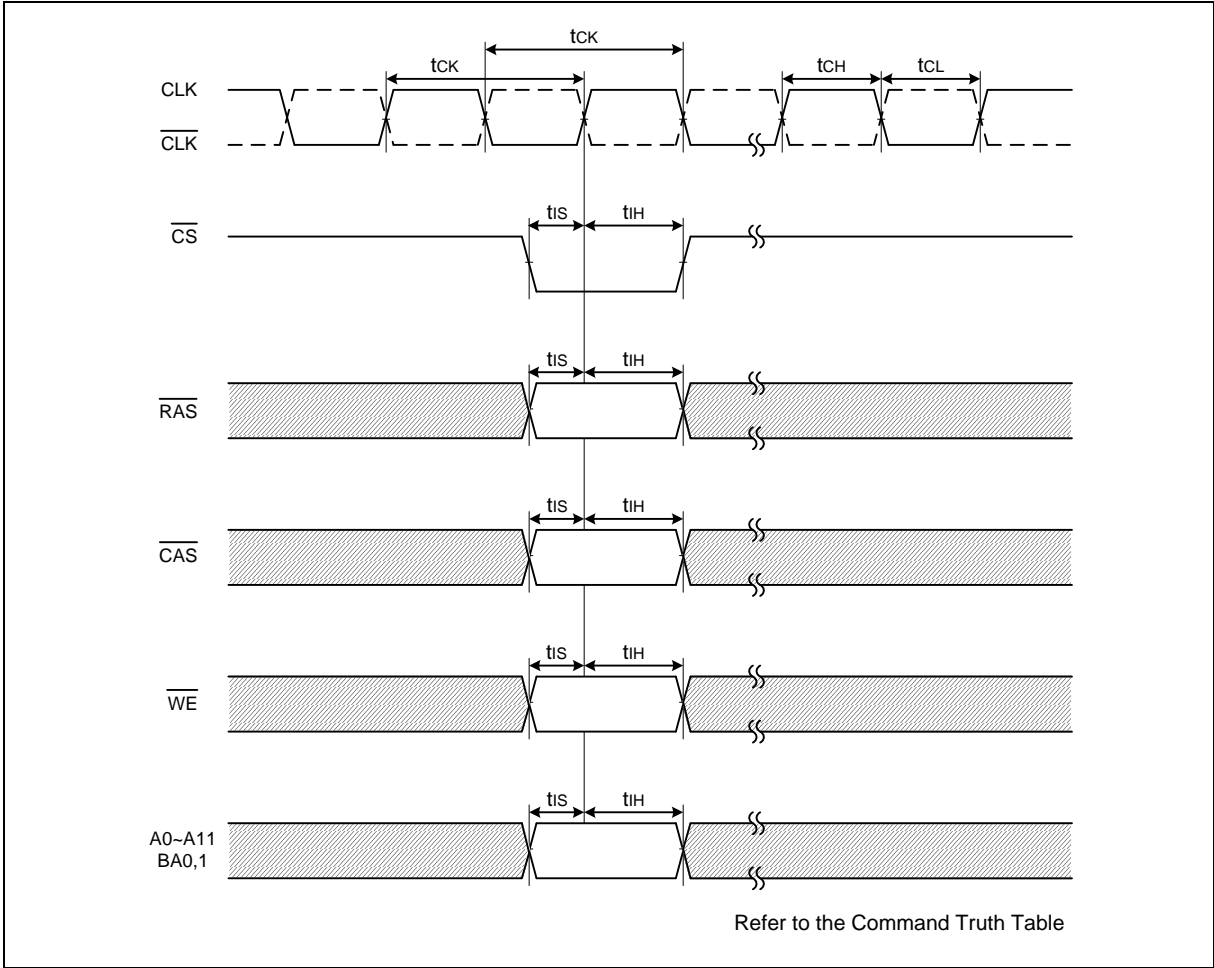 tCK
tCK tCH tCL
CLK
CLK
tIS tIH
CS
tIS tIH
RAS
tIS tIH
CAS
tIS tIH
WE
tIS tIH
A0~A11
BA0,1
Refer to the Command Truth Table